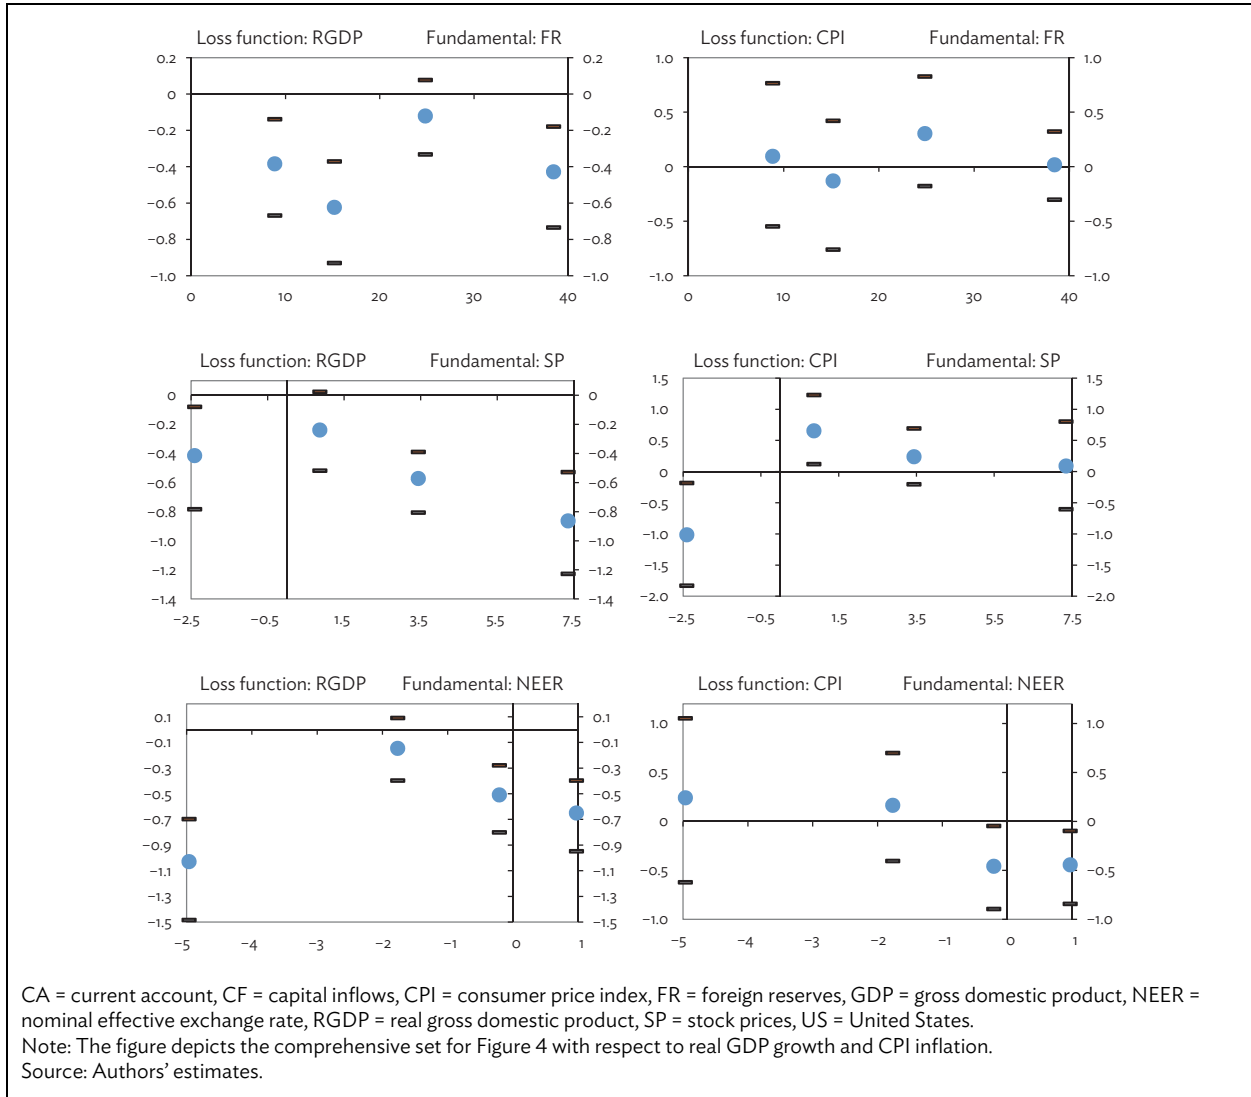 Loss function: RGDP Fundamental: FR
0.2 0.2
0 0
−0.2 −0.2
−0.4 −0.4
−0.6 −0.6
−0.8 −0.8
−1.0 −1.0
0 10 20 30 40
Loss function: CPI Fundamental: FR
1.0 1.0
0.5 0.5
0 0
−0.5 −0.5
−1.0 −1.0
0 10 20 30 40
Loss function: RGDP Fundamental: SP
0 0
−0.2 −0.2
−0.4 −0.4
−0.6 −0.6
−0.8 −0.8
−1.0 −1.0
−1.2 −1.2
−1.4 −1.4
−2.5 −0.5 1.5 3.5 5.5 7.5
Loss function: CPI Fundamental: SP
1.5 1.5
1.0 1.0
0.5 0.5
0 0
−0.5 −0.5
−1.0 −1.0
−1.5 −1.5
−2.0 −2.0
−2.5 −0.5 1.5 3.5 5.5 7.5
Loss function: RGDP Fundamental: NEER
0.1 0.1
−0.1 −0.1
−0.3 −0.3
−0.5 −0.5
−0.7 −0.7
−0.9 −0.9
−1.1 −1.1
−1.3 −1.3
−1.5 −1.5
−5 −4 −3 −2 −1 0 1
Loss function: CPI Fundamental: NEER
1.0 1.0
0.5 0.5
0 0
−0.5 −0.5
−1.0 −1.0
−5 −4 −3 −2 −1 0 1
CA = current account, CF = capital inflows, CPI = consumer price index, FR = foreign reserves, GDP = gross domestic product, NEER =
nominal effective exchange rate, RGDP = real gross domestic product, SP = stock prices, US = United States.
Note: The figure depicts the comprehensive set for Figure 4 with respect to real GDP growth and CPI inflation.
Source: Authors' estimates.